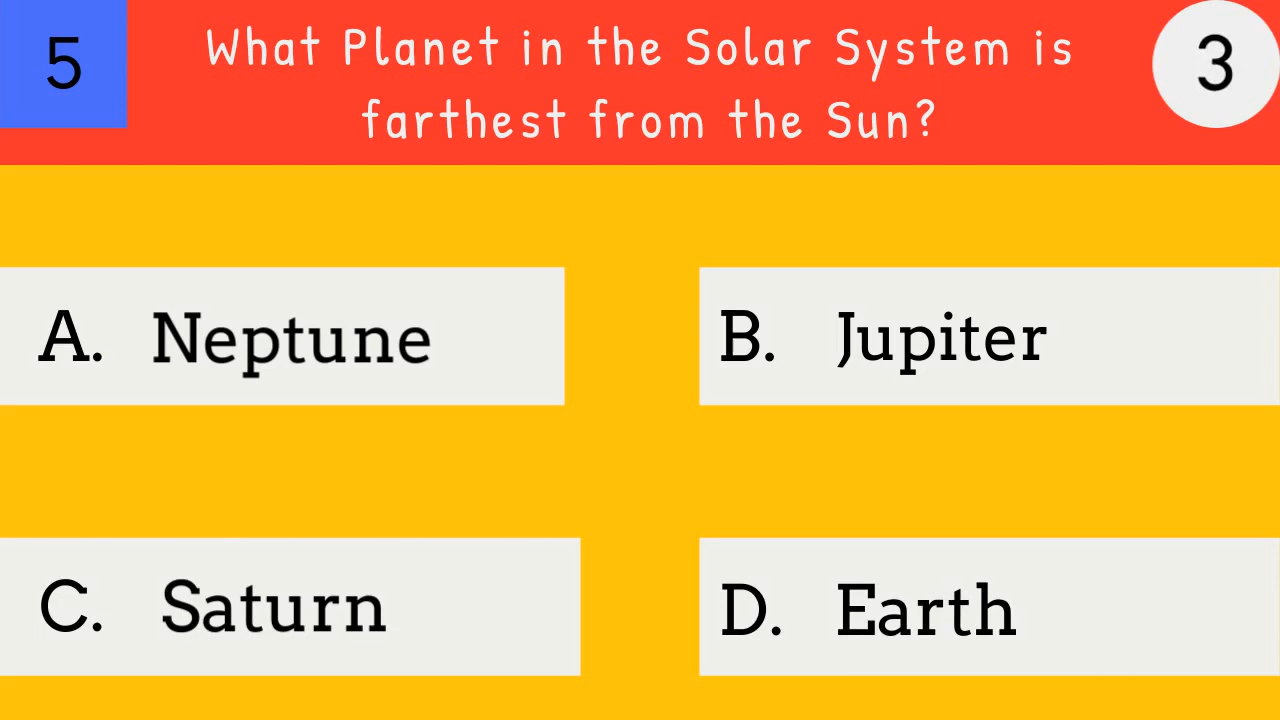 5
What Planet in the Solar System is
farthest from the Sun?
3
A. Neptune
B. Jupiter
C. Saturn
D. Earth